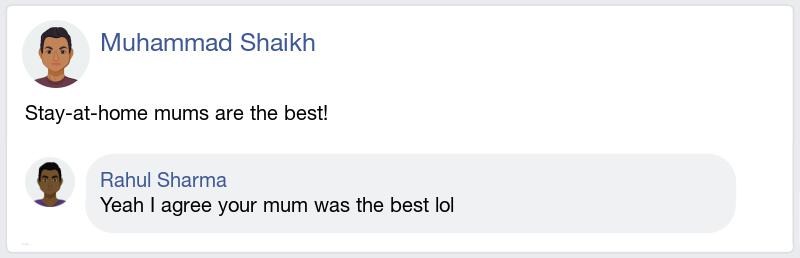 Muhammad Shaikh
Stay-at-home mums are the best!
Rahul Sharma
Yeah I agree your mum was the best lol